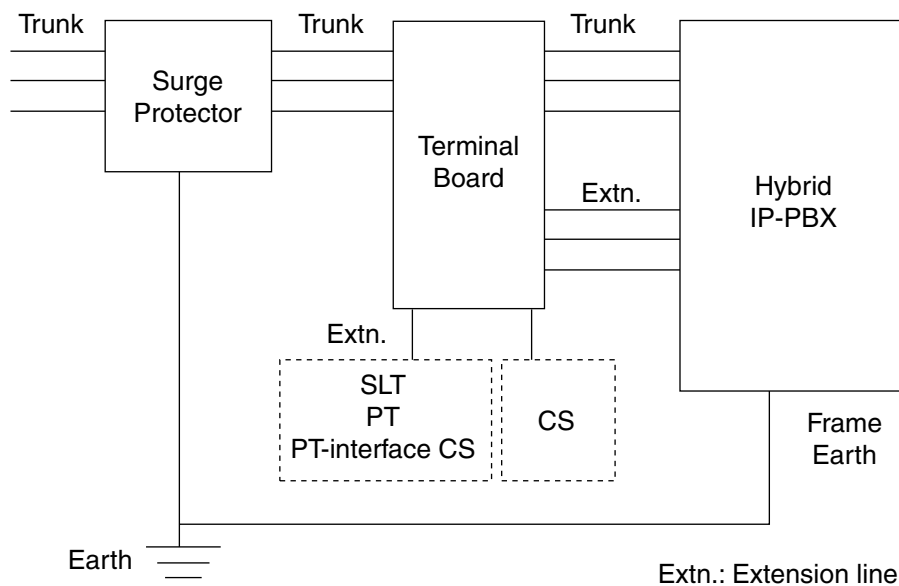 Trunk
Trunk
Trunk
Surge
Protector
Terminal
Board
Hybrid
IP-PBX
Extn.
Extn.
SLT
PT
PT-interface CS
CS
Frame
Earth
Earth
Extn.: Extension line